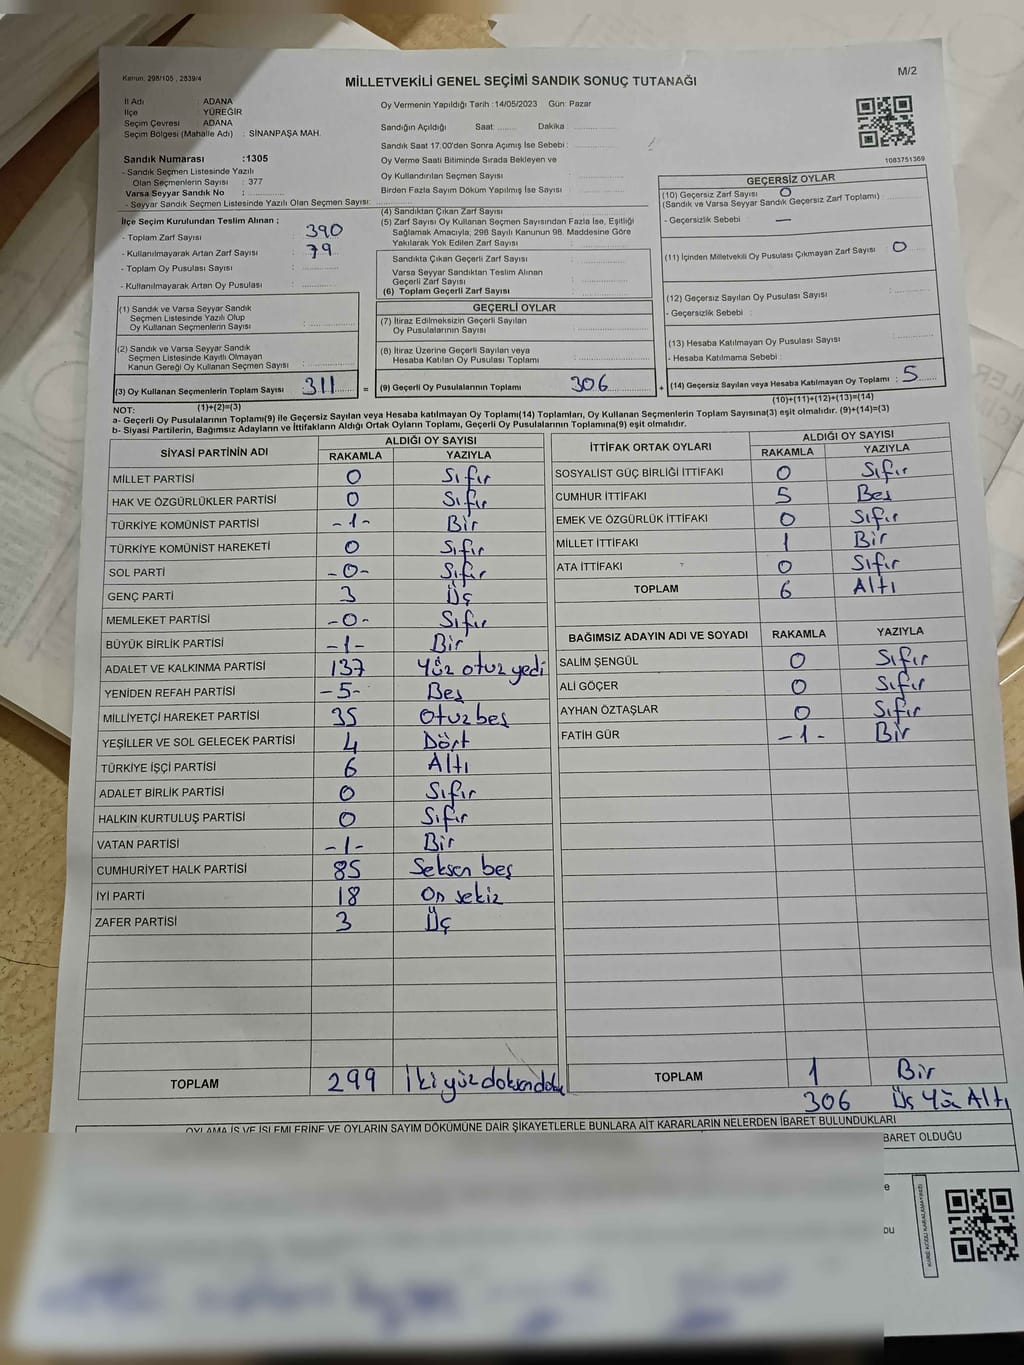 Kanun: 298/105 , 2839/4
MİLLETVEKİLİ GENEL SEÇİMİ SANDIK SONUÇ TUTANAĞI
M/2
İl Adı : ADANA
İlçe : YÜREĞİR
Seçim Çevresi : ADANA
Seçim Bölgesi (Mahalle Adı) : SİNANPAŞA MAH.
Oy Vermenin Yapıldığı Tarih :14/05/2023 Gün: Pazar
Sandığın Açıldığı Saat: ........ Dakika : ..............
Sandık Saat 17.00'den Sonra Açımış İse Sebebi : ..............
Oy Verme Saati Bitiminde Sırada Bekleyen ve
Oy Kullandırılan Seçmen Sayısı : ..............
Birden Fazla Sayım Döküm Yapılmış İse Sayısı : ..............
1083751369
Sandık Numarası :1305
- Sandık Seçmen Listesinde Yazılı
Olan Seçmenlerin Sayısı : 377
Varsa Seyyar Sandık No : ..............
- Seyyar Sandık Seçmen Listesinde Yazılı Olan Seçmen Sayısı: ..............
İlçe Seçim Kurulundan Teslim Alınan ;
- Toplam Zarf Sayısı : 390
- Kullanılmayarak Artan Zarf Sayısı : 79
- Toplam Oy Pusulası Sayısı : ..............
- Kullanılmayarak Artan Oy Pusulası : ..............
(1) Sandık ve Varsa Seyyar Sandık
Seçmen Listesinde Yazılı Olup
Oy Kullanan Seçmenlerin Sayısı : ..............
(2) Sandık ve Varsa Seyyar Sandık
Seçmen Listesinde Kayıtlı Olmayan
Kanun Gereği Oy Kullanan Seçmen Sayısı : ..............
(3) Oy Kullanan Seçmenlerin Toplam Sayısı : 311
(1)+(2)=(3)
(4) Sandıktan Çıkan Zarf Sayısı : ..............
(5) Zarf Sayısı Oy Kullanan Seçmen Sayısından Fazla İse, Eşitliği
Sağlamak Amacıyla, 298 Sayılı Kanunun 98. Maddesine Göre
Yakılarak Yok Edilen Zarf Sayısı : ..............
Sandıkta Çıkan Geçerli Zarf Sayısı : ..............
Varsa Seyyar Sandıktan Teslim Alınan
Geçerli Zarf Sayısı : ..............
(6) Toplam Geçerli Zarf Sayısı : ..............
GEÇERLİ OYLAR
(7) İtiraz Edilmeksizin Geçerli Sayılan
Oy Pusulalarının Sayısı : ..............
(8) İtiraz Üzerine Geçerli Sayılan veya
Hesaba Katılan Oy Pusulası Toplamı : ..............
= (9) Geçerli Oy Pusulalarının Toplamı : 306
GEÇERSİZ OYLAR
(10) Geçersiz Zarf Sayısı : 0
(Sandık ve Varsa Seyyar Sandık Geçersiz Zarf Toplamı)
- Geçersizlik Sebebi : —
(11) İçinden Milletvekili Oy Pusulası Çıkmayan Zarf Sayısı : 0
(12) Geçersiz Sayılan Oy Pusulası Sayısı : ..............
- Geçersizlik Sebebi :
(13) Hesaba Katılmayan Oy Pusulası Sayısı : ..............
- Hesaba Katılmama Sebebi :
+ (14) Geçersiz Sayılan veya Hesaba Katılmayan Oy Toplamı : 5
(10)+(11)+(12)+(13)=(14)
NOT:
a- Geçerli Oy Pusulalarının Toplamı(9) ile Geçersiz Sayılan veya Hesaba katılmayan Oy Toplamı(14) Toplamları, Oy Kullanan Seçmenlerin Toplam Sayısına(3) eşit olmalıdır. (9)+(14)=(3)
b- Siyasi Partilerin, Bağımsız Adayların ve İttifakların Aldığı Ortak Oyların Toplamı, Geçerli Oy Pusulalarının Toplamına(9) eşit olmalıdır.
SİYASİ PARTİNİN ADI ALDIĞI OY SAYISI
RAKAMLA YAZIYLA
MİLLET PARTİSİ 0 Sıfır
HAK VE ÖZGÜRLÜKLER PARTİSİ 0 Sıfır
TÜRKİYE KOMÜNİST PARTİSİ -1- Bir
TÜRKİYE KOMÜNİST HAREKETİ 0 Sıfır
SOL PARTİ -0- Sıfır
GENÇ PARTİ 3 Üç
MEMLEKET PARTİSİ -0- Sıfır
BÜYÜK BİRLİK PARTİSİ -1- Bir
ADALET VE KALKINMA PARTİSİ 137 Yüz otuz yedi
YENİDEN REFAH PARTİSİ -5- Beş
MİLLİYETÇİ HAREKET PARTİSİ 35 Otuz beş
YEŞİLLER VE SOL GELECEK PARTİSİ 4 Dört
TÜRKİYE İŞÇİ PARTİSİ 6 Altı
ADALET BİRLİK PARTİSİ 0 Sıfır
HALKIN KURTULUŞ PARTİSİ 0 Sıfır
VATAN PARTİSİ -1- Bir
CUMHURİYET HALK PARTİSİ 85 Seksen beş
İYİ PARTİ 18 On sekiz
ZAFER PARTİSİ 3 Üç
TOPLAM 299 İki yüz doksan
İTTİFAK ORTAK OYLARI ALDIĞI OY SAYISI
RAKAMLA YAZIYLA
SOSYALİST GÜÇ BİRLİĞİ İTTİFAKI 0 Sıfır
CUMHUR İTTİFAKI 5 Beş
EMEK VE ÖZGÜRLÜK İTTİFAKI 0 Sıfır
MİLLET İTTİFAKI 1 Bir
ATA İTTİFAKI 0 Sıfır
TOPLAM 6 Altı
BAĞIMSIZ ADAYIN ADI VE SOYADI RAKAMLA YAZIYLA
SALİM ŞENGÜL 0 Sıfır
ALİ GÖÇER 0 Sıfır
AYHAN ÖZTAŞLAR 0 Sıfır
FATİH GÜR -1- Bir
TOPLAM 1 Bir
306 Üç Yüz Altı
OYLAMA İŞ VE İŞLEMLERİNE VE OYLARIN SAYIM DÖKÜMÜNE DAİR ŞİKAYETLERLE BUNLARA AİT KARARLARIN NELERDEN İBARET BULUNDUKLARI
BARET OLDUĞU